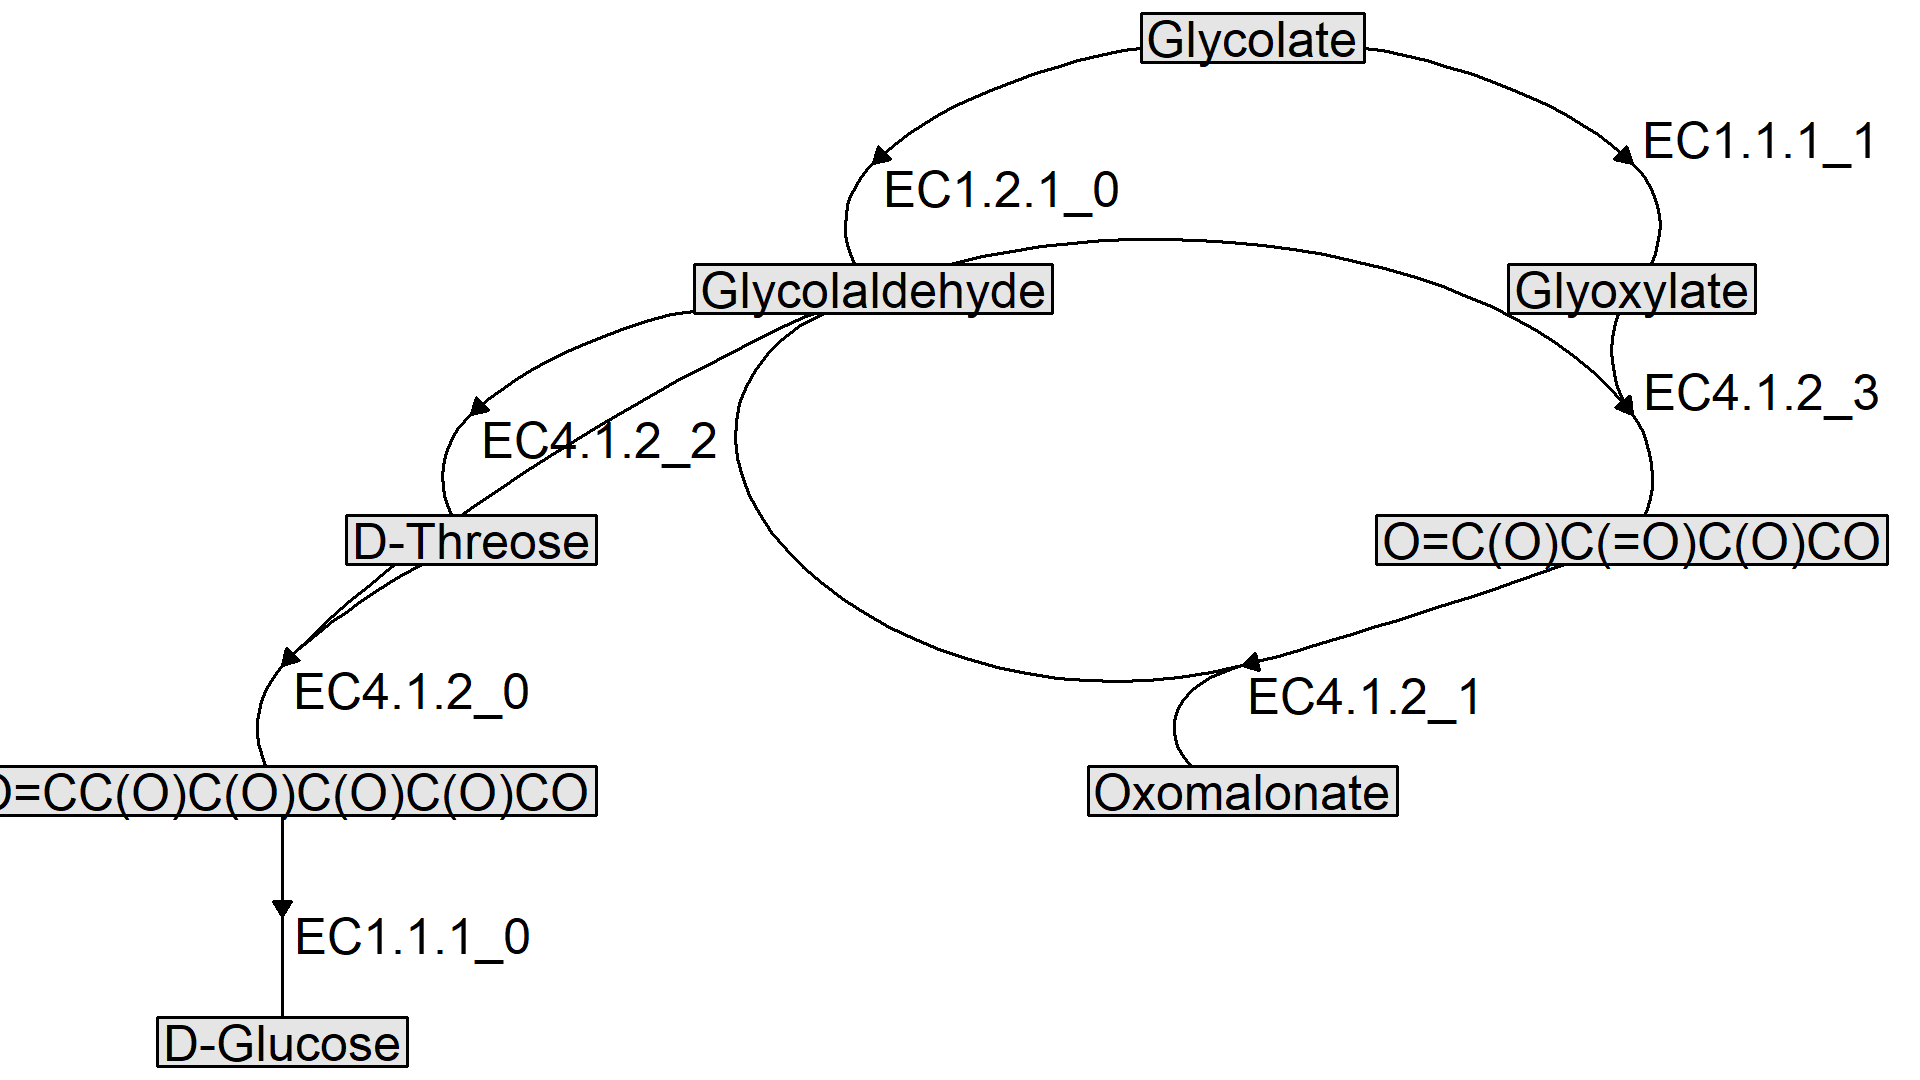 Glycolate
EC1.1.1_1
EC1.2.1_0
Glycolaldehyde
Glyoxylate
EC4.1.2_3
EC4.1.2_2
D-Threose
O=C(O)C(=O)C(O)CO
EC4.1.2_0
EC4.1.2_1
O=CC(O)C(O)C(O)C(O)CO
Oxomalonate
EC1.1.1_0
D-Glucose